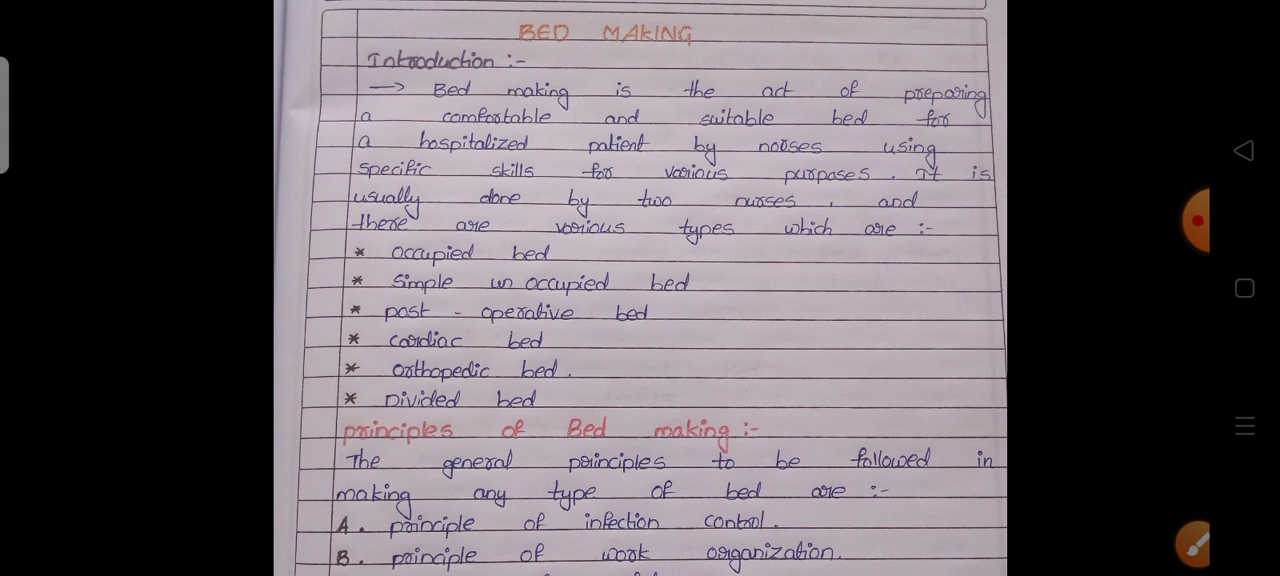 BED MAKING
Introduction :-
→ Bed making is the act of preparing
a comfortable and suitable bed for
a hospitalized patient by nurses using
specific skills for various purpases. It is
usually done by two nurses, and
there are various types which are :-
* occupied bed
* simple un occupied bed
* post - operative bed
* cardiac bed
* orthopedic bed.
* Divided bed
principles of Bed making :-
The general principles to be followed in
making any type of bed are :-
A. principle of infection control.
B. principle of work organization.